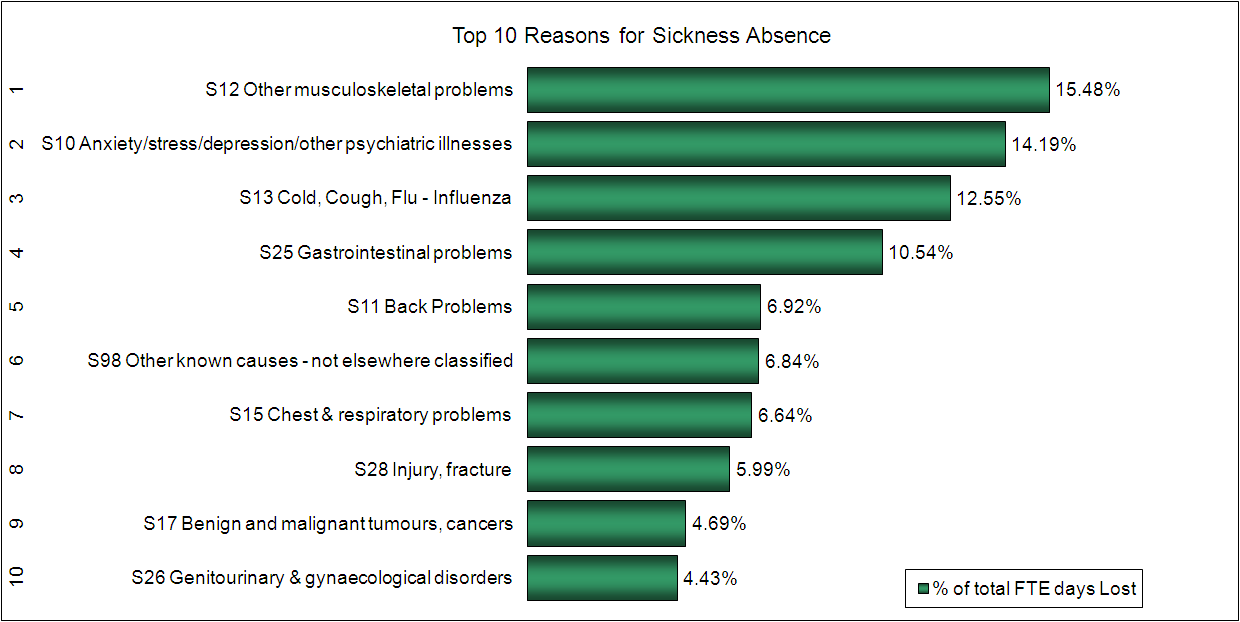 Top 10 Reasons for Sickness Absence
1 S12 Other musculoskeletal problems 15.48%
2 S10 Anxiety/stress/depression/other psychiatric illnesses 14.19%
3 S13 Cold, Cough, Flu - Influenza 12.55%
4 S25 Gastrointestinal problems 10.54%
5 S11 Back Problems 6.92%
6 S98 Other known causes - not elsewhere classified 6.84%
7 S15 Chest & respiratory problems 6.64%
8 S28 Injury, fracture 5.99%
9 S17 Benign and malignant tumours, cancers 4.69%
10 S26 Genitourinary & gynaecological disorders 4.43%
% of total FTE days Lost